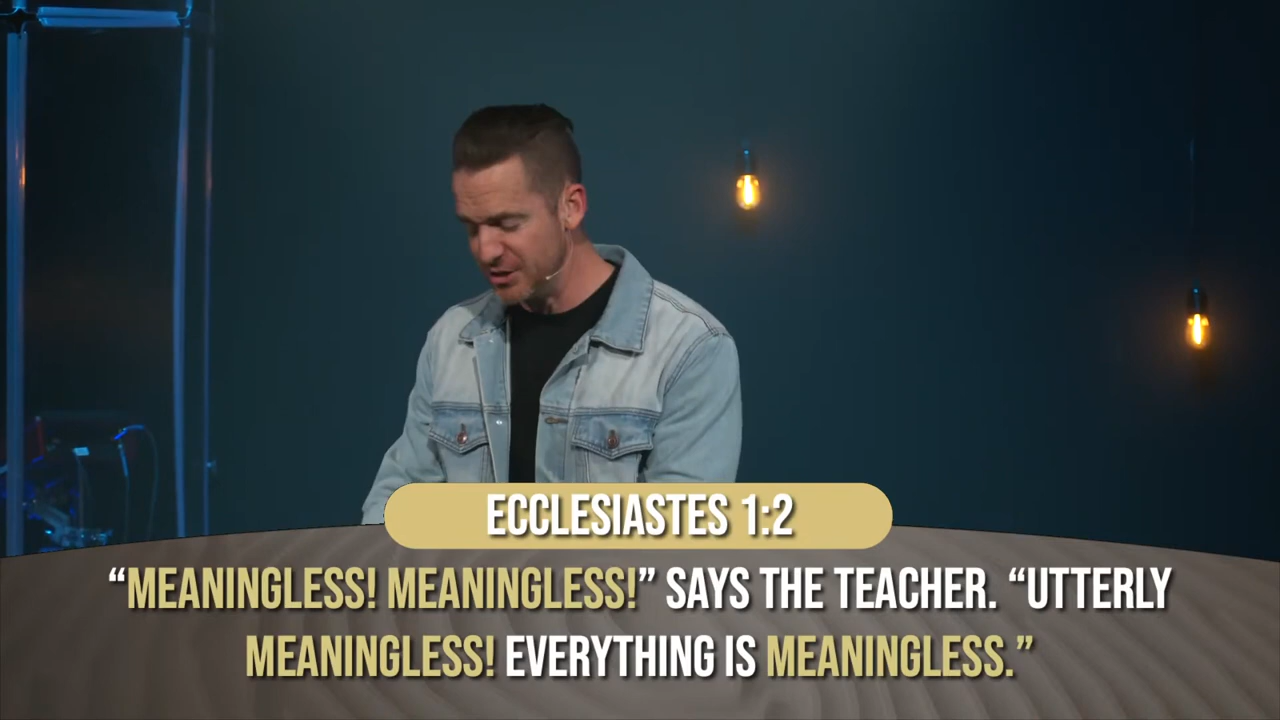 ECCLESIASTES 1:2
“MEANINGLESS! MEANINGLESS!” SAYS THE TEACHER. “UTTERLY
MEANINGLESS! EVERYTHING IS MEANINGLESS.”